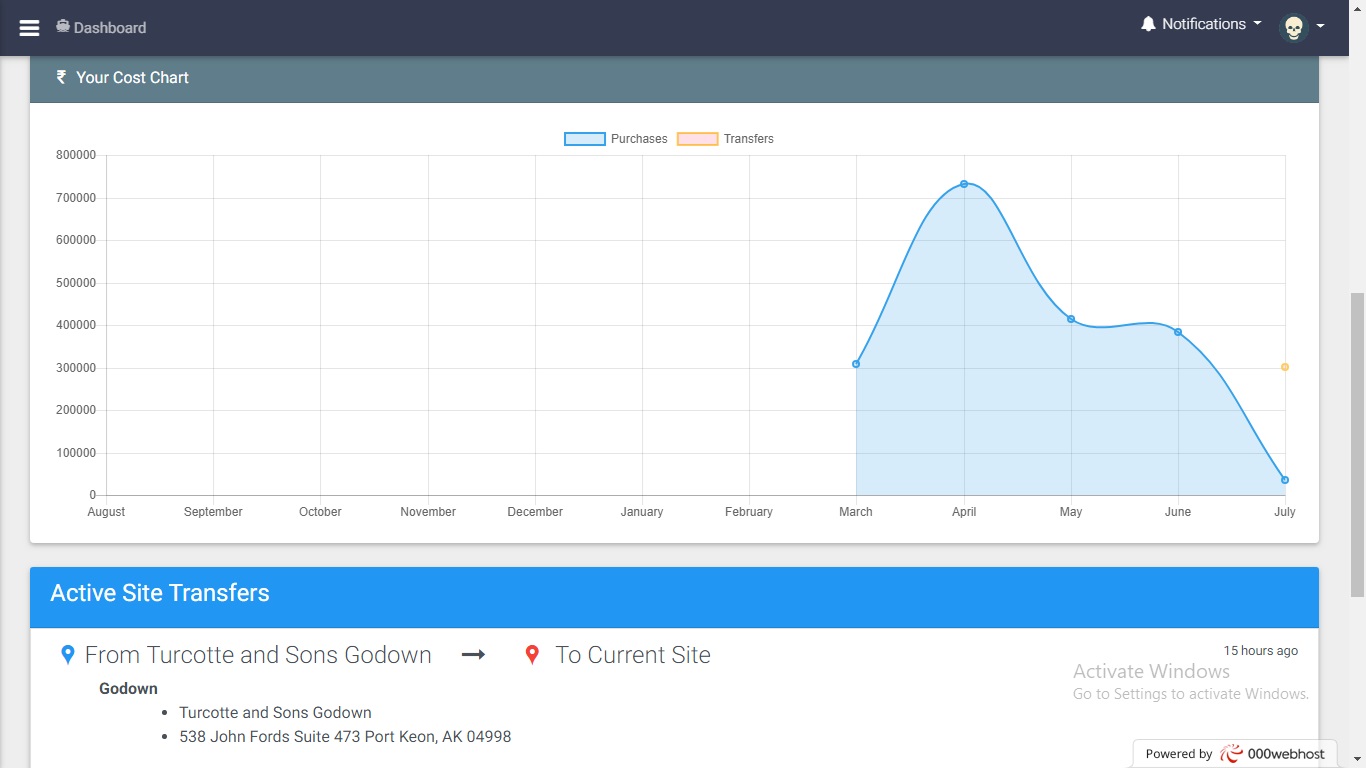 Dashboard
Notifications
₹ Your Cost Chart
Purchases Transfers
800000
700000
600000
500000
400000
300000
200000
100000
0
August September October November December January February March April May June July
Active Site Transfers
From Turcotte and Sons Godown To Current Site
15 hours ago
Godown
Turcotte and Sons Godown
538 John Fords Suite 473 Port Keon, AK 04998
Activate Windows
Go to Settings to activate Windows.
Powered by 000webhost